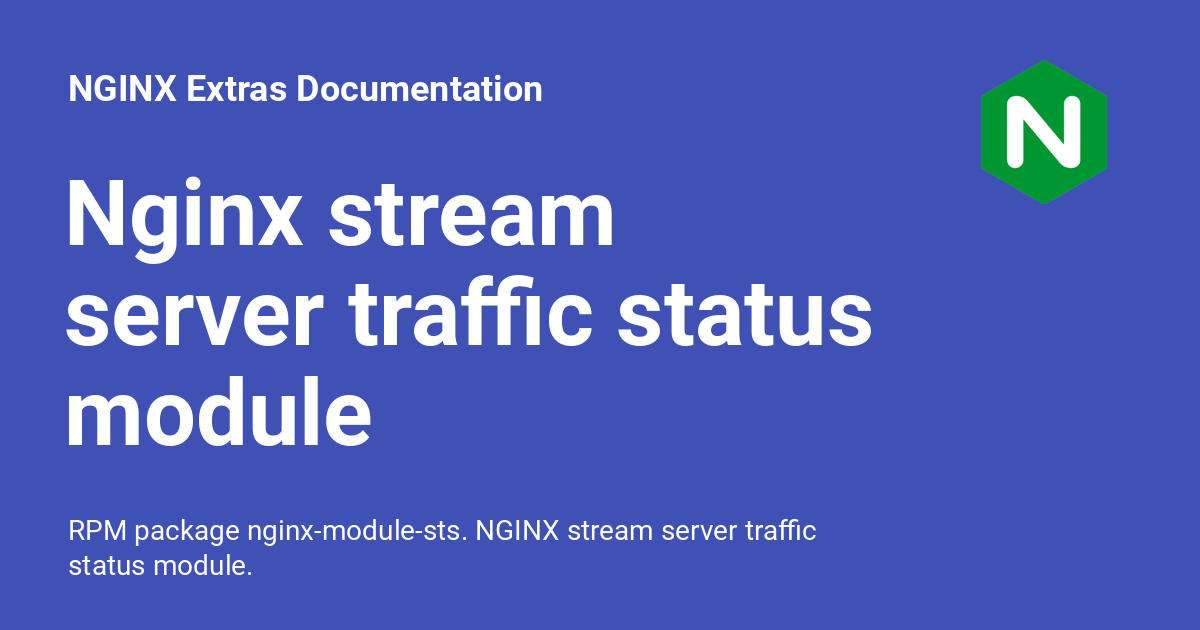 NGINX Extras Documentation
N
Nginx stream
server traffic status
module
RPM package nginx-module-sts. NGINX stream server traffic
status module.